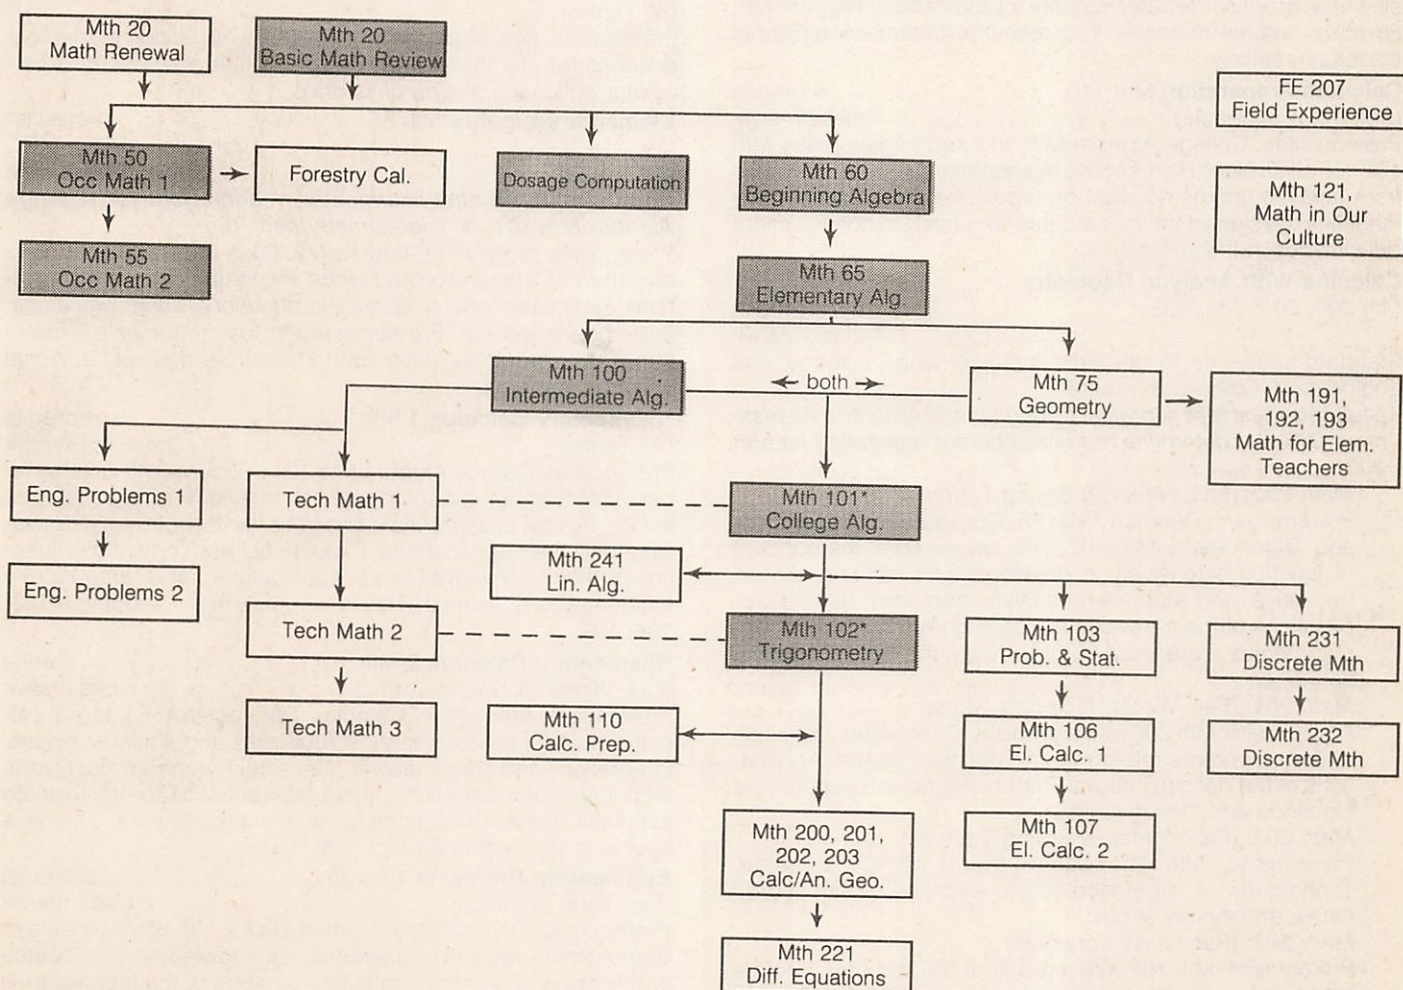 Mth 20
Math Renewal
Mth 20
Basic Math Review
FE 207
Field Experience
Mth 50
Occ Math 1
Forestry Cal.
Dosage Computation
Mth 60
Beginning Algebra
Mth 121,
Math in Our
Culture
Mth 55
Occ Math 2
Mth 65
Elementary Alg.
Mth 100
Intermediate Alg.
both
Mth 75
Geometry
Mth 191,
192, 193
Math for Elem.
Teachers
Eng. Problems 1
Tech Math 1
Mth 101*
College Alg.
Eng. Problems 2
Mth 241
Lin. Alg.
Tech Math 2
Mth 102*
Trigonometry
Mth 103
Prob. & Stat.
Mth 231
Discrete Mth
Tech Math 3
Mth 110
Calc. Prep.
Mth 106
El. Calc. 1
Mth 232
Discrete Mth
Mth 200, 201,
202, 203
Calc/An. Geo.
Mth 107
El. Calc. 2
Mth 221
Diff. Equations